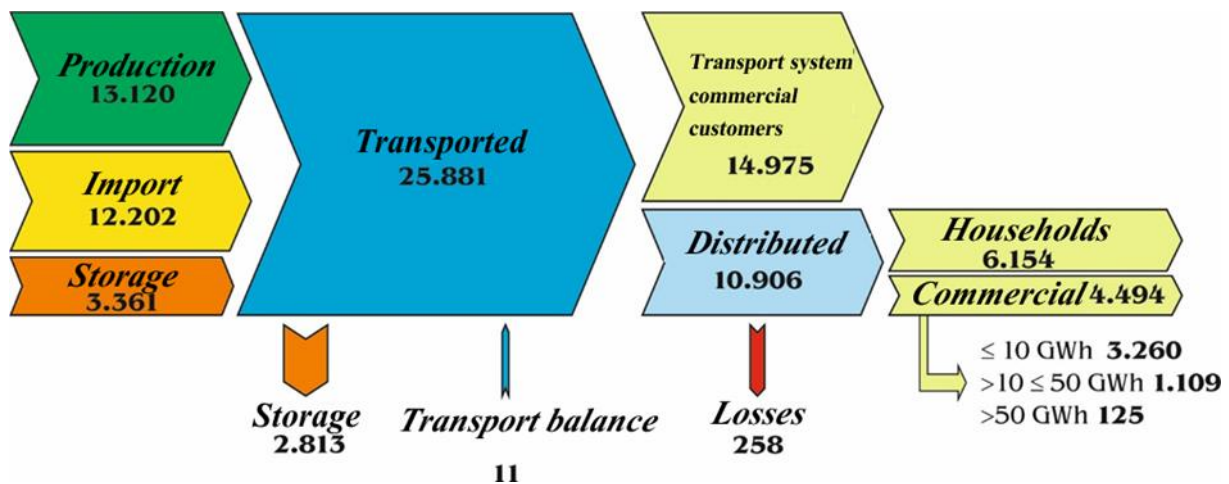 Production
13.120
Import
12.202
Storage
3.361
Transported
25.881
Storage
2.813
Transport balance
11
Transport system
commercial
customers
14.975
Distributed
10.906
Losses
258
Households
6.154
Commercial 4.494
≤ 10 GWh 3.260
>10 ≤ 50 GWh 1.109
>50 GWh 125